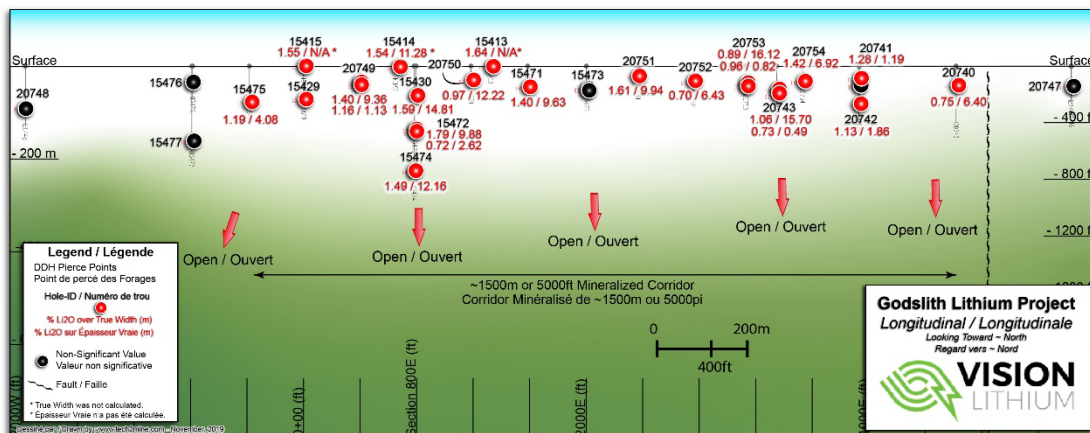 Surface
Surface
20748
15476
15477
15475
1.19 / 4.08
15415
1.55 / N/A*
15429
20749
1.40 / 9.36
1.16 / 1.13
15414
1.54 / 11.28 *
15430
1.59 / 14.81
15472
1.79 / 9.88
0.72 / 2.62
15474
1.49 / 12.16
20750
0.97 / 12.22
15413
1.64 / N/A*
15471
1.40 / 9.63
15473
20751
1.61 / 9.94
20752
0.70 / 6.43
20753
0.89 / 16.12
0.96 / 0.82
20743
1.06 / 15.70
0.73 / 0.49
20754
1.42 / 6.92
20741
1.28 / 1.19
20742
1.13 / 1.86
20740
0.75 / 6.40
20747
- 200 m
- 400 ft
- 800 ft
- 1200 ft
Open / Ouvert
Open / Ouvert
Open / Ouvert
Open / Ouvert
Open / Ouvert
~1500m or 5000ft Mineralized Corridor
Corridor Minéralisé de ~1500m ou 5000pi
0 200m
400ft
Legend / Légende
DDH Pierce Points
Point de percé des Forages
Hole-ID / Numéro de trou
% Li2O over True Width (m)
% Li2O sur Épaisseur Vraie (m)
Non-Significant Value
Valeur non significative
Fault / Faille
* True Width was not calculated.
* Épaisseur Vraie n'a pas été calculée.
Section 800E (ft)
2000E (ft)
Godslith Lithium Project
Longitudinal / Longitudinale
Looking Toward ~ North
Regard vers ~ Nord
VISION
LITHIUM